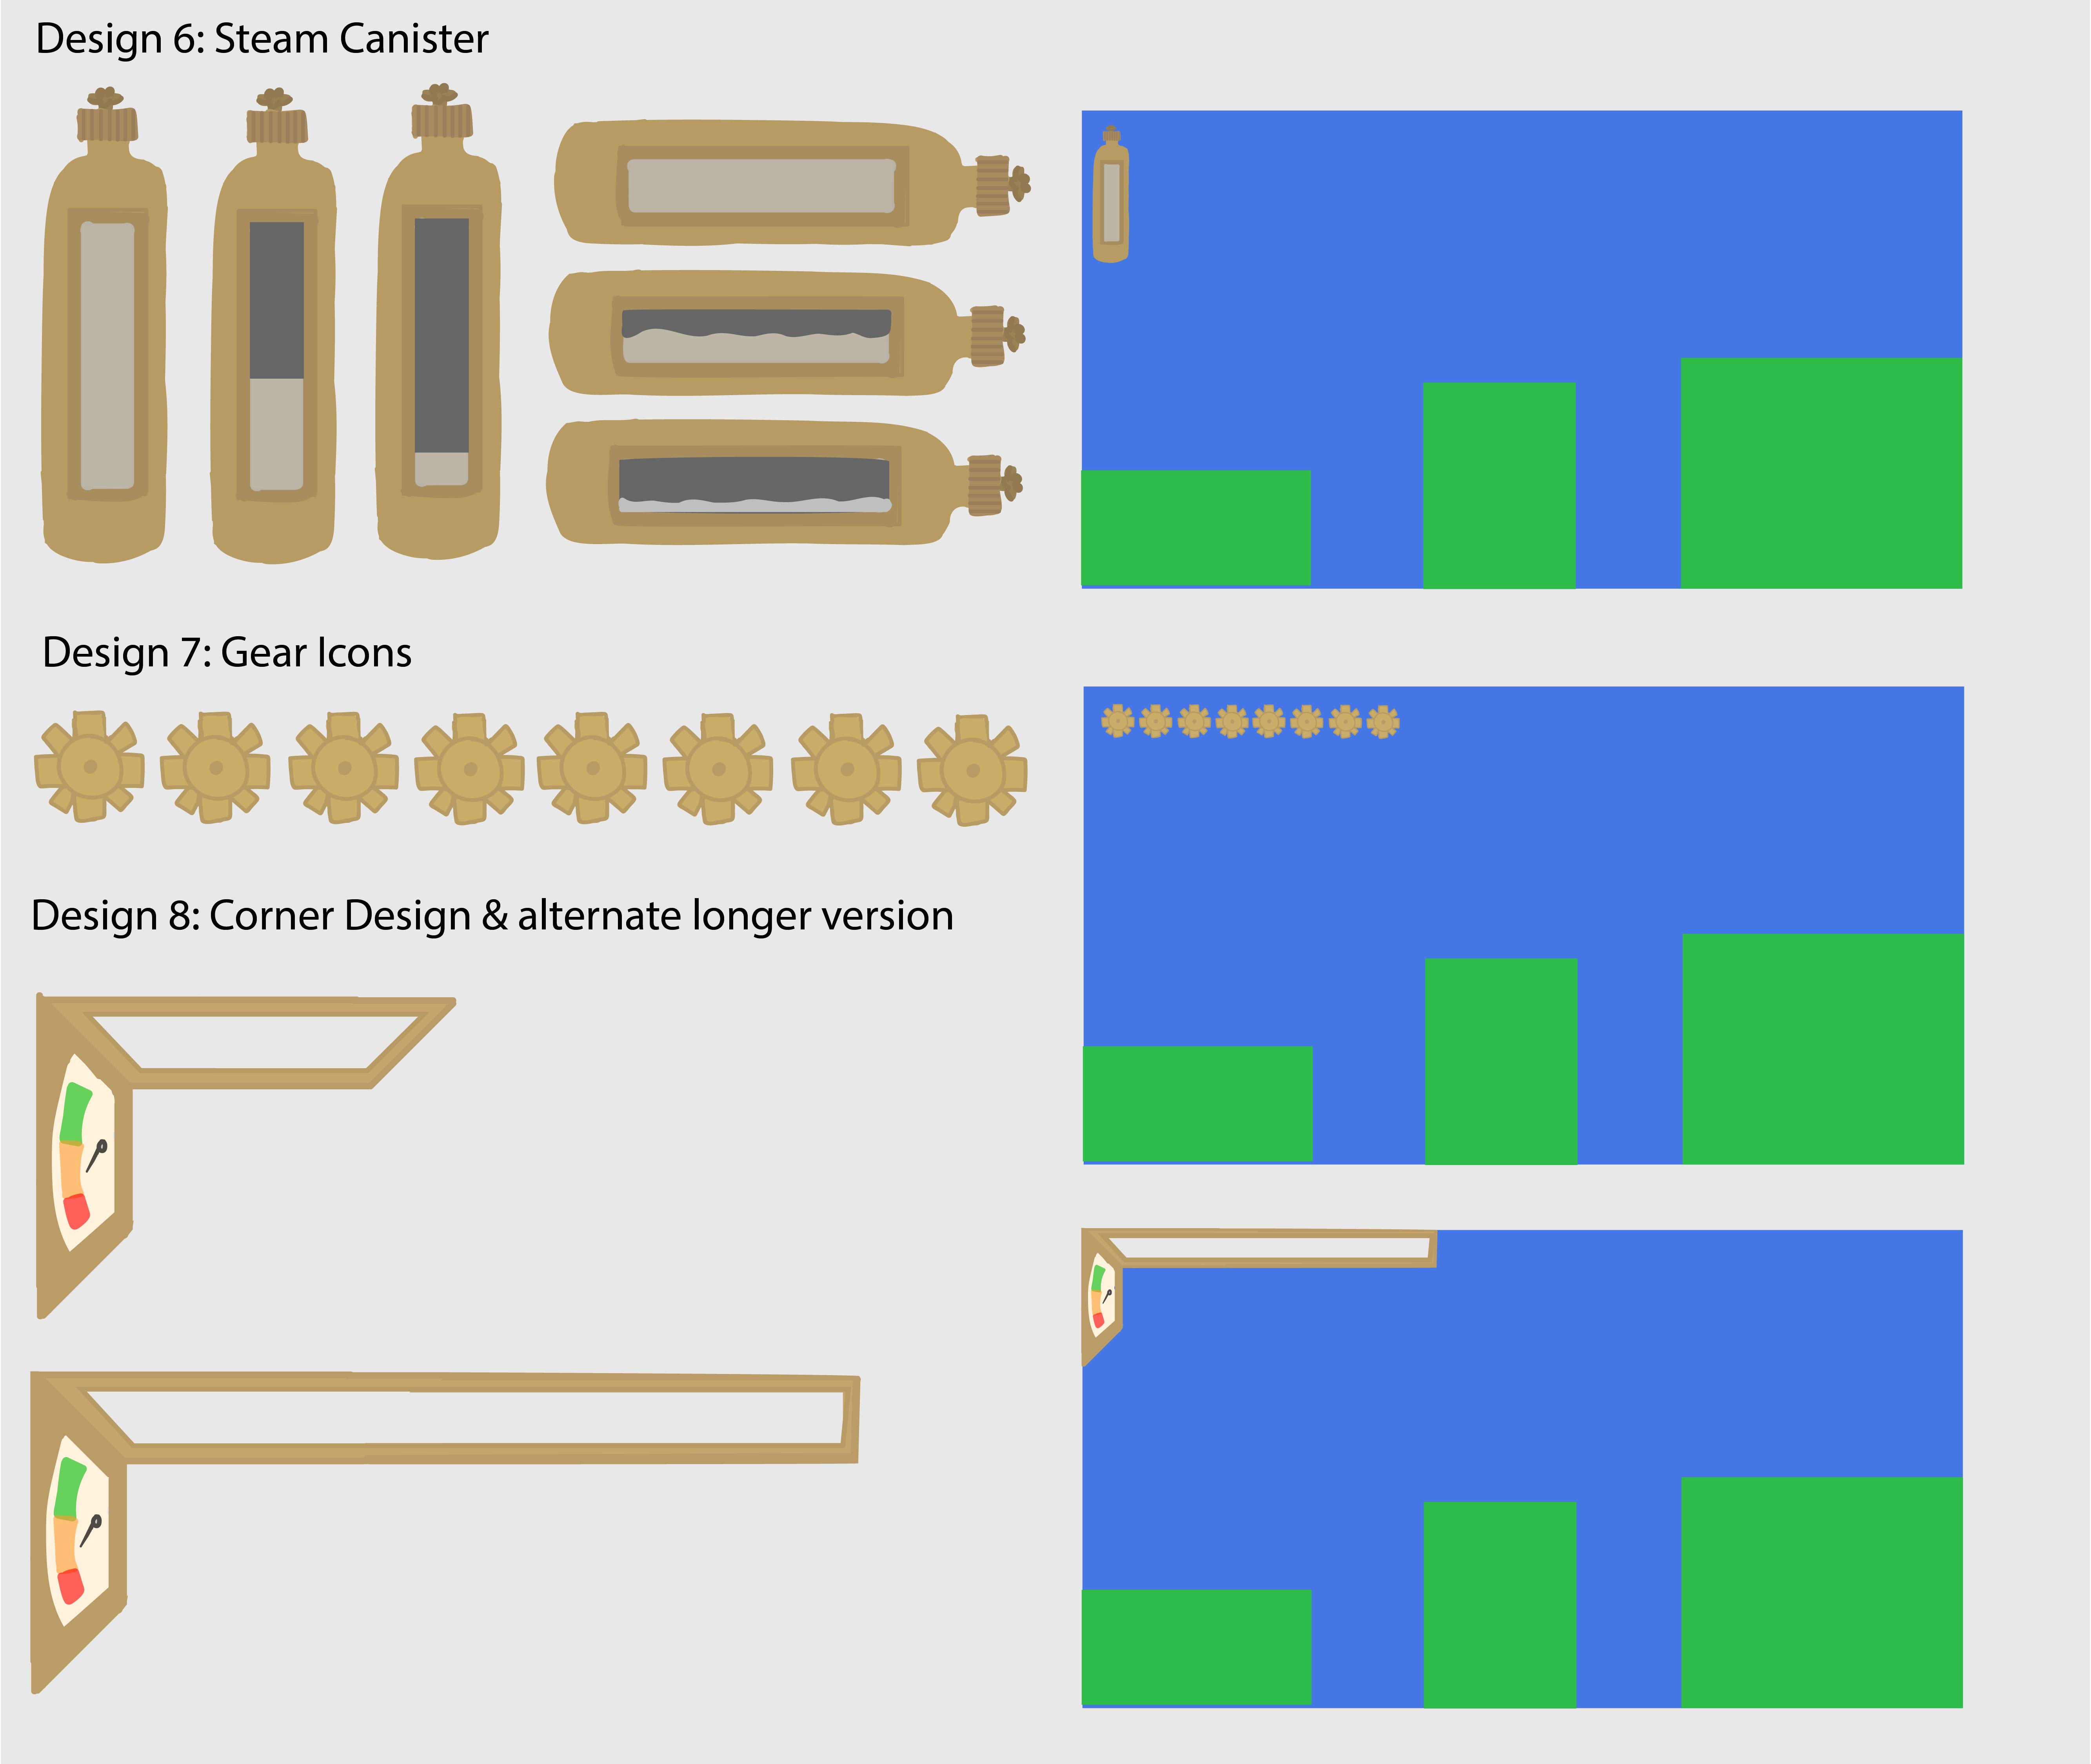 Design 6: Steam Canister
Design 7: Gear Icons
Design 8: Corner Design & alternate longer version